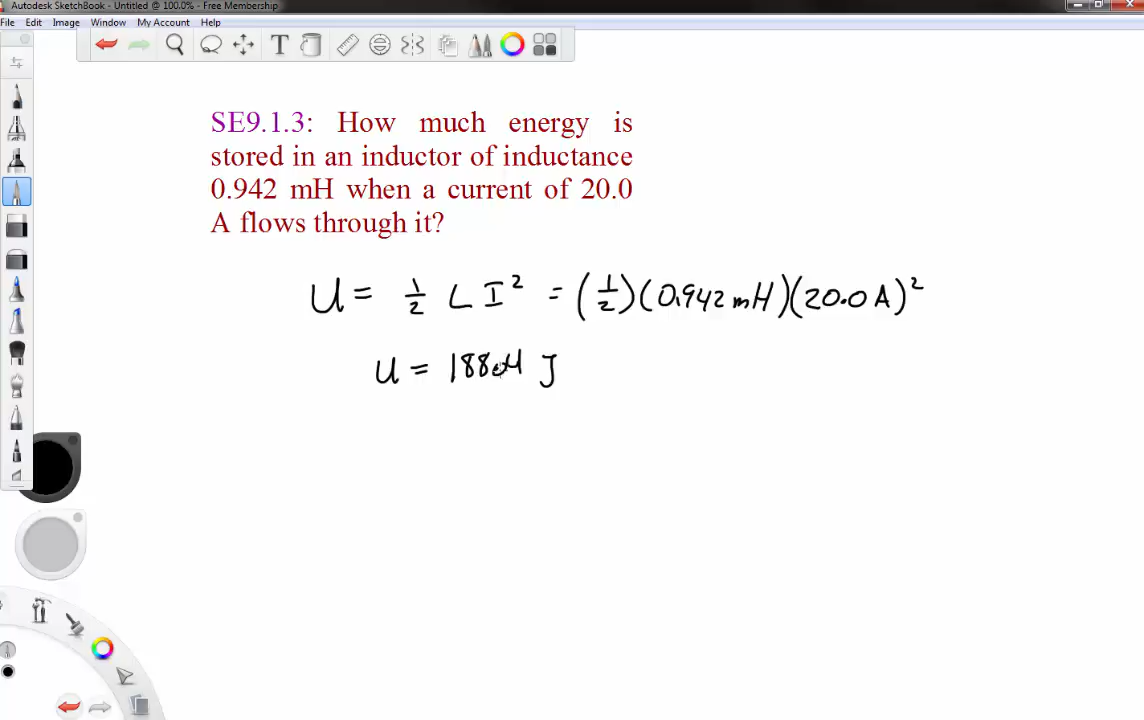 Autodesk SketchBook - Untitled @ 100.0% - Free Membership
File Edit Image Window My Account Help
T
SE9.1.3: How much energy is
stored in an inductor of inductance
0.942 mH when a current of 20.0
A flows through it?
U = 1/2 L I² = (1/2)(0.942 mH)(20.0 A)²
U = 188 J